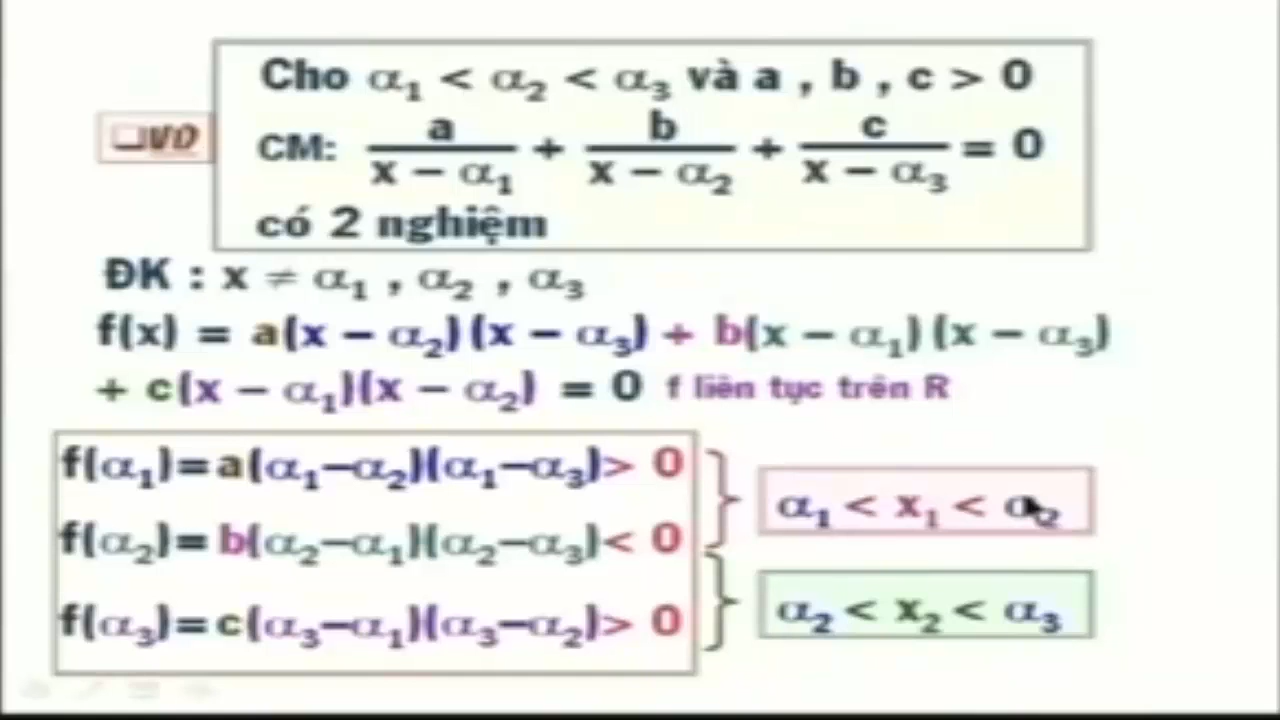 Cho α₁ < α₂ < α₃ và a , b , c > 0
❑VD
CM: a/(x − α₁) + b/(x − α₂) + c/(x − α₃) = 0
có 2 nghiệm
ĐK : x ≠ α₁ , α₂ , α₃
f(x) = a(x − α₂)(x − α₃) + b(x − α₁)(x − α₃)
+ c(x − α₁)(x − α₂) = 0 f liên tục trên R
f(α₁)=a(α₁−α₂)(α₁−α₃)> 0
α₁ < x₁ < α₂
f(α₂)= b(α₂−α₁)(α₂−α₃)< 0
f(α₃)=c(α₃−α₁)(α₃−α₂)> 0
α₂ < x₂ < α₃